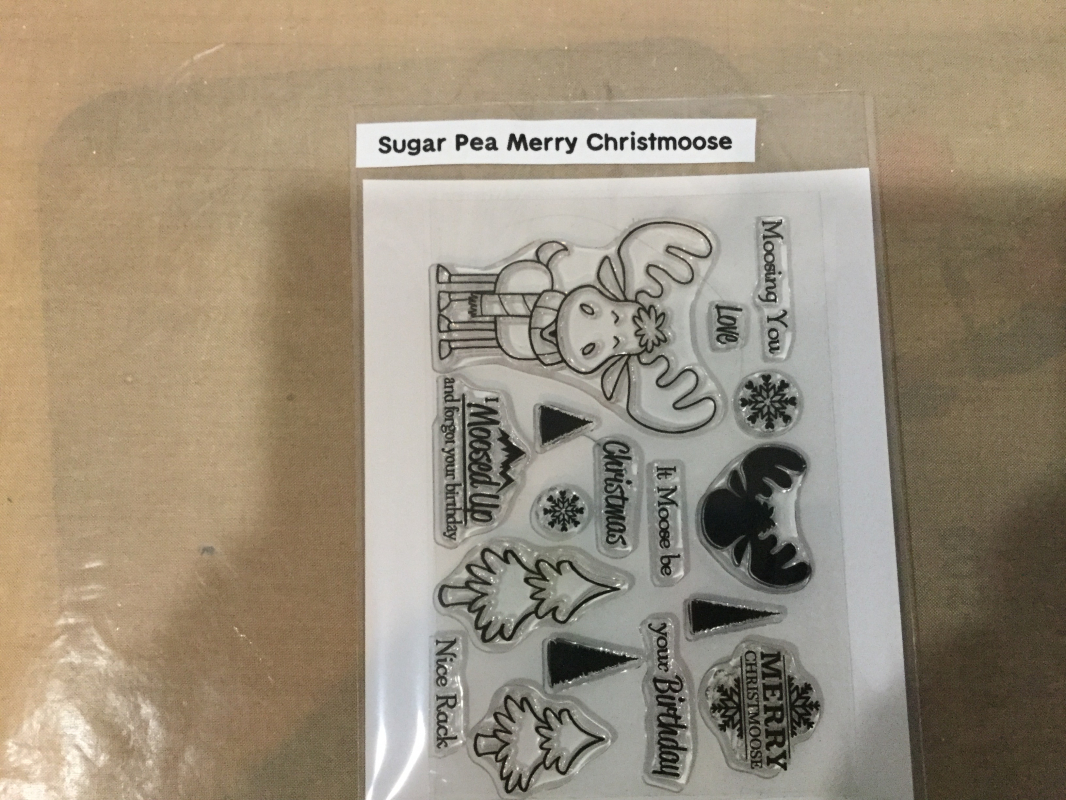 Sugar Pea Merry Christmoose
Moosing You
Love
It Moose be
your Birthday
MERRY
CHRISTMOOSE
Christmas
I
Moosed Up
and forgot your birthday
Nice Rack